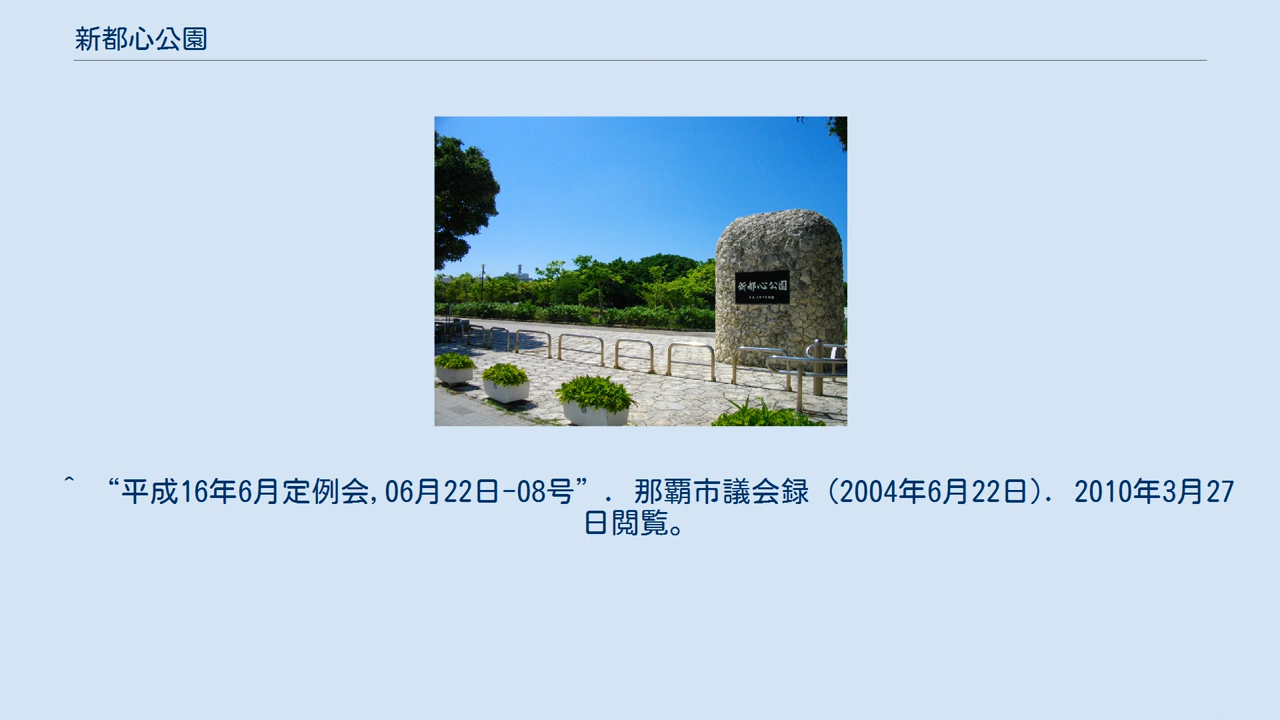 新都心公園
新都心公園
^ “平成16年6月定例会,06月22日-08号”. 那覇市議会録 (2004年6月22日). 2010年3月27
日閲覧。